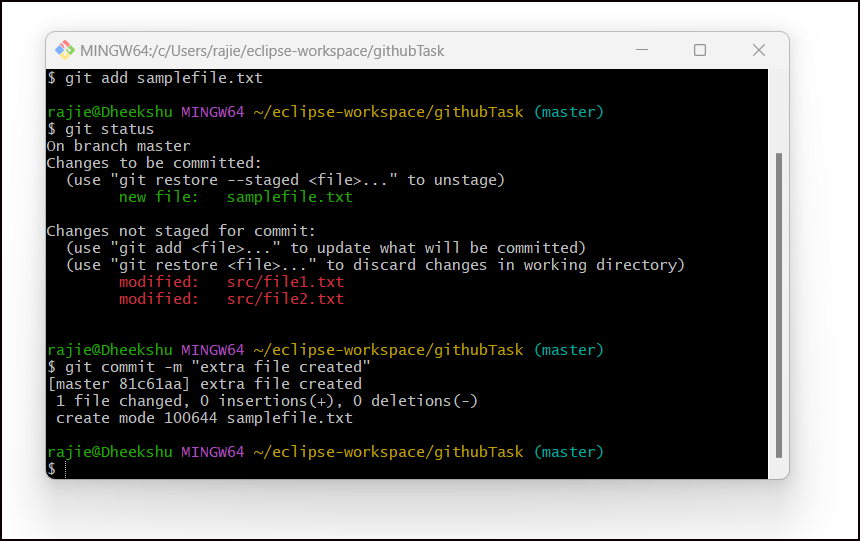 MINGW64:/c/Users/rajie/eclipse-workspace/githubTask
$ git add samplefile.txt
rajie@Dheekshu MINGW64 ~/eclipse-workspace/githubTask (master)
$ git status
On branch master
Changes to be committed:
  (use "git restore --staged <file>..." to unstage)
        new file:   samplefile.txt
Changes not staged for commit:
  (use "git add <file>..." to update what will be committed)
  (use "git restore <file>..." to discard changes in working directory)
        modified:   src/file1.txt
        modified:   src/file2.txt
rajie@Dheekshu MINGW64 ~/eclipse-workspace/githubTask (master)
$ git commit -m "extra file created"
[master 81c61aa] extra file created
 1 file changed, 0 insertions(+), 0 deletions(-)
 create mode 100644 samplefile.txt
rajie@Dheekshu MINGW64 ~/eclipse-workspace/githubTask (master)
$